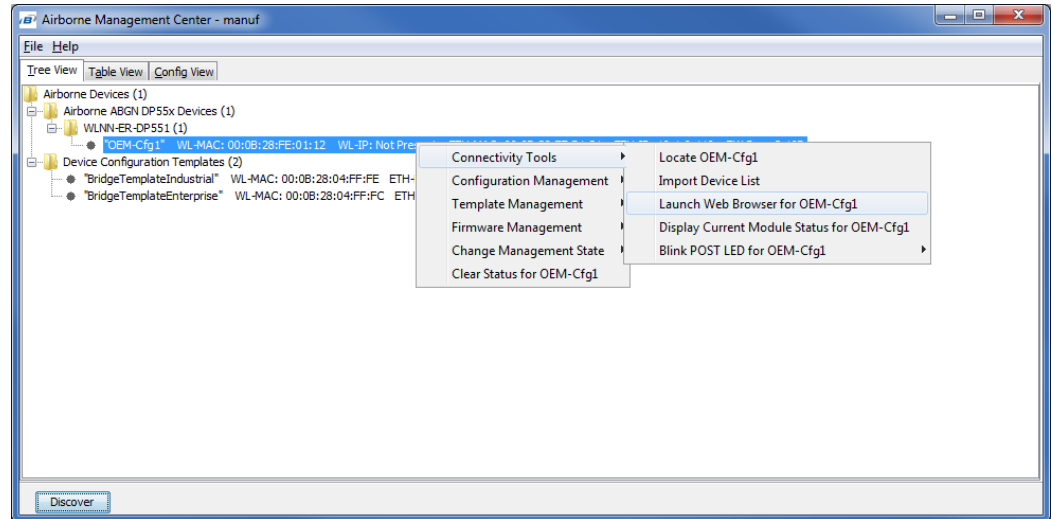 Airborne Management Center - manuf
File Help
Tree View Table View Config View
Airborne Devices (1)
Airborne ABGN DP55x Devices (1)
WLNN-ER-DP551 (1)
"OEM-Cfg1" WL-MAC: 00:0B:28:FE:01:12 WL-IP: Not
Device Configuration Templates (2)
"BridgeTemplateIndustrial" WL-MAC: 00:0B:28:04:FF:FE ETH-
"BridgeTemplateEnterprise" WL-MAC: 00:0B:28:04:FF:FC ETH
Connectivity Tools
Configuration Management
Template Management
Firmware Management
Change Management State
Clear Status for OEM-Cfg1
Locate OEM-Cfg1
Import Device List
Launch Web Browser for OEM-Cfg1
Display Current Module Status for OEM-Cfg1
Blink POST LED for OEM-Cfg1
Discover